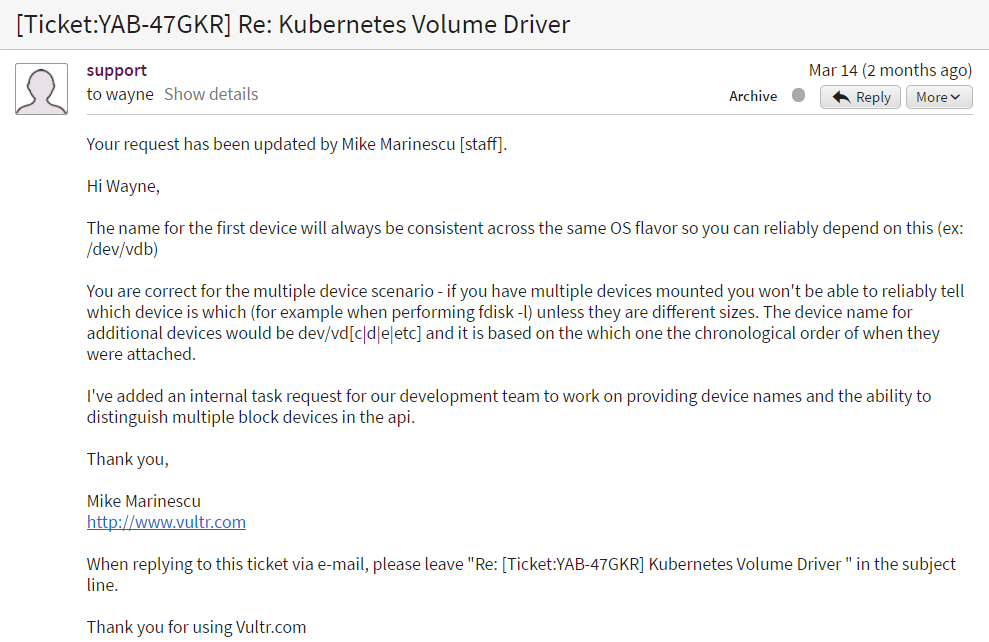 [Ticket:YAB-47GKR] Re: Kubernetes Volume Driver
support
Mar 14 (2 months ago)
to wayne Show details
Archive Reply More
Your request has been updated by Mike Marinescu [staff].
Hi Wayne,
The name for the first device will always be consistent across the same OS flavor so you can reliably depend on this (ex:
/dev/vdb)
You are correct for the multiple device scenario - if you have multiple devices mounted you won't be able to reliably tell
which device is which (for example when performing fdisk -l) unless they are different sizes. The device name for
additional devices would be dev/vd[c|d|e|etc] and it is based on the which one the chronological order of when they
were attached.
I've added an internal task request for our development team to work on providing device names and the ability to
distinguish multiple block devices in the api.
Thank you,
Mike Marinescu
http://www.vultr.com
When replying to this ticket via e-mail, please leave "Re: [Ticket:YAB-47GKR] Kubernetes Volume Driver " in the subject
line.
Thank you for using Vultr.com